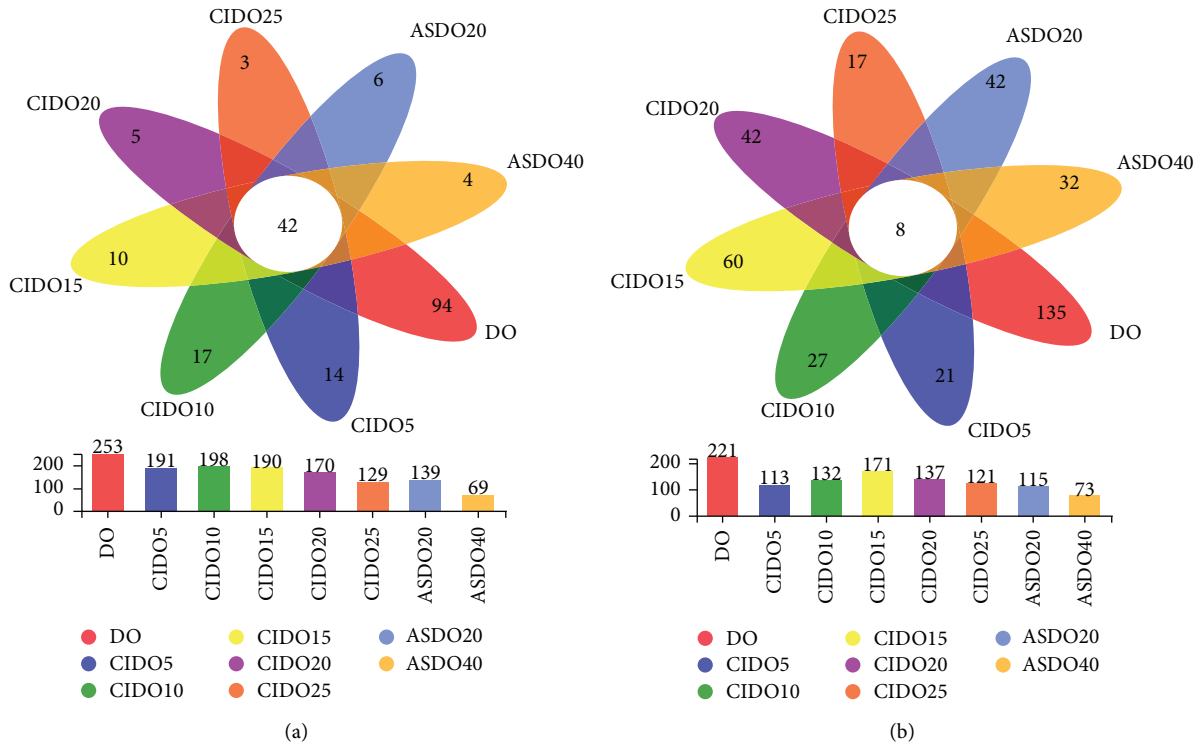 CIDO25
ASDO20
3
6
CIDO20
5
ASDO40
4
42
CIDO15
10
94
DO
17
14
CIDO10
CIDO5
253
191
198
190
170
129
139
69
200
100
0
DO
CIDO5
CIDO10
CIDO15
CIDO20
CIDO25
ASDO20
ASDO40
DO CIDO15 ASDO20
CIDO5 CIDO20 ASDO40
CIDO10 CIDO25
(a)
CIDO25
ASDO20
17
42
CIDO20
42
ASDO40
32
8
CIDO15
60
135
DO
27
21
CIDO10
CIDO5
221
113
132
171
137
121
115
73
200
100
0
DO
CIDO5
CIDO10
CIDO15
CIDO20
CIDO25
ASDO20
ASDO40
DO CIDO15 ASDO20
CIDO5 CIDO20 ASDO40
CIDO10 CIDO25
(b)